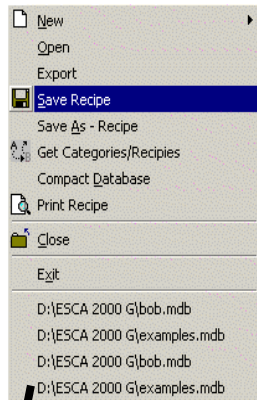 New
Open
Export
Save Recipe
Save As - Recipe
Get Categories/Recipies
Compact Database
Print Recipe
Close
Exit
D:\ESCA 2000 G\bob.mdb
D:\ESCA 2000 G\examples.mdb
D:\ESCA 2000 G\bob.mdb
D:\ESCA 2000 G\examples.mdb